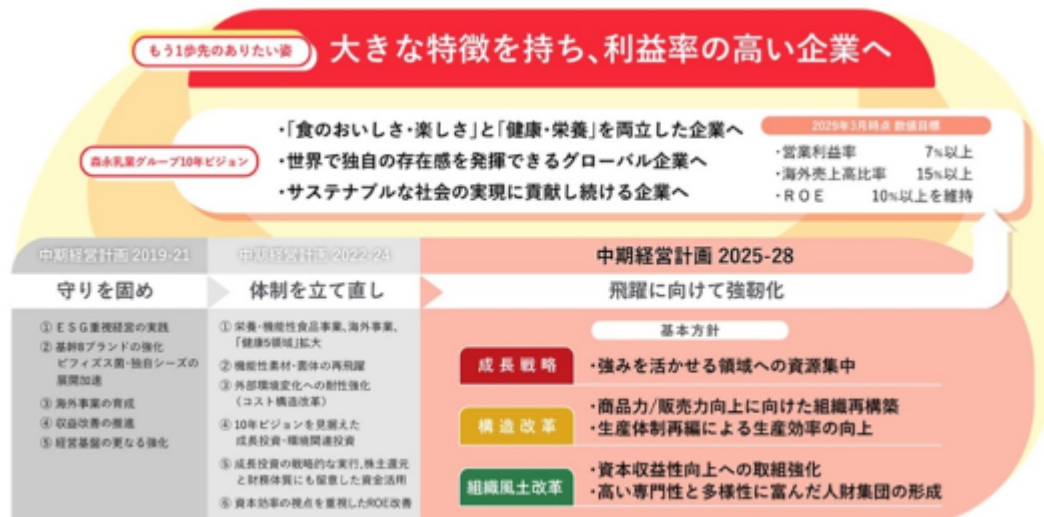 もう1歩先のありたい姿
大きな特徴を持ち、利益率の高い企業へ
森永乳業グループ10年ビジョン
・「食のおいしさ・楽しさ」と「健康・栄養」を両立した企業へ
・世界で独自の存在感を発揮できるグローバル企業へ
・サステナブルな社会の実現に貢献し続ける企業へ
2029年3月時点 数値目標
・営業利益率 7%以上
・海外売上高比率 15%以上
・ROE 10%以上を維持
中期経営計画 2019-21
守りを固め
① ESG重視経営の実践
② 基幹8ブランドの強化
ビフィズス菌・独自シーズの
展開加速
③ 海外事業の育成
④ 収益改善の推進
⑤ 経営基盤の更なる強化
中期経営計画 2022-24
体制を立て直し
① 栄養・機能性食品事業、海外事業、
「健康5領域」拡大
② 機能性素材・菌体の再飛躍
③ 外部環境変化への耐性強化
（コスト構造改革）
④ 10年ビジョンを見据えた
成長投資・環境関連投資
⑤ 成長投資の戦略的な実行、株主還元
と財務体質にも留意した資金活用
⑥ 資本効率の視点を重視したROE改善
中期経営計画 2025-28
飛躍に向けて強靭化
基本方針
成長戦略
・強みを活かせる領域への資源集中
構造改革
・商品力/販売力向上に向けた組織再構築
・生産体制再編による生産効率の向上
組織風土改革
・資本収益性向上への取組強化
・高い専門性と多様性に富んだ人財集団の形成